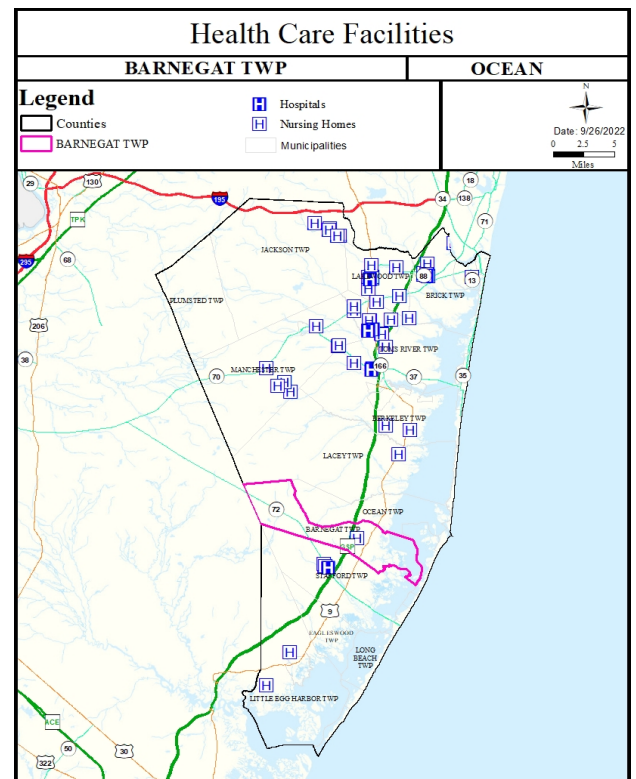 Health Care Facilities
BARNEGAT TWP
OCEAN
Legend
Counties
BARNEGAT TWP
H Hospitals
H Nursing Homes
Municipalities
N
Date: 9/26/2022
0 2.5 5
Miles
29
130
18
195
34
138
TPK
71
JACKSON TWP
295
68
LAKEWOOD TWP
88
13
PLUMSTED TWP
BRICK TWP
206
TOMS RIVER TWP
38
166
70
MANCHESTER TWP
37
35
BERKELEY TWP
LACEY TWP
72
OCEAN TWP
BARNEGAT TWP
GSP
STAFFORD TWP
9
EAGLESWOOD
TWP
LONG
BEACH
TWP
LITTLE EGG HARBOR TWP
ACE
50
30
322